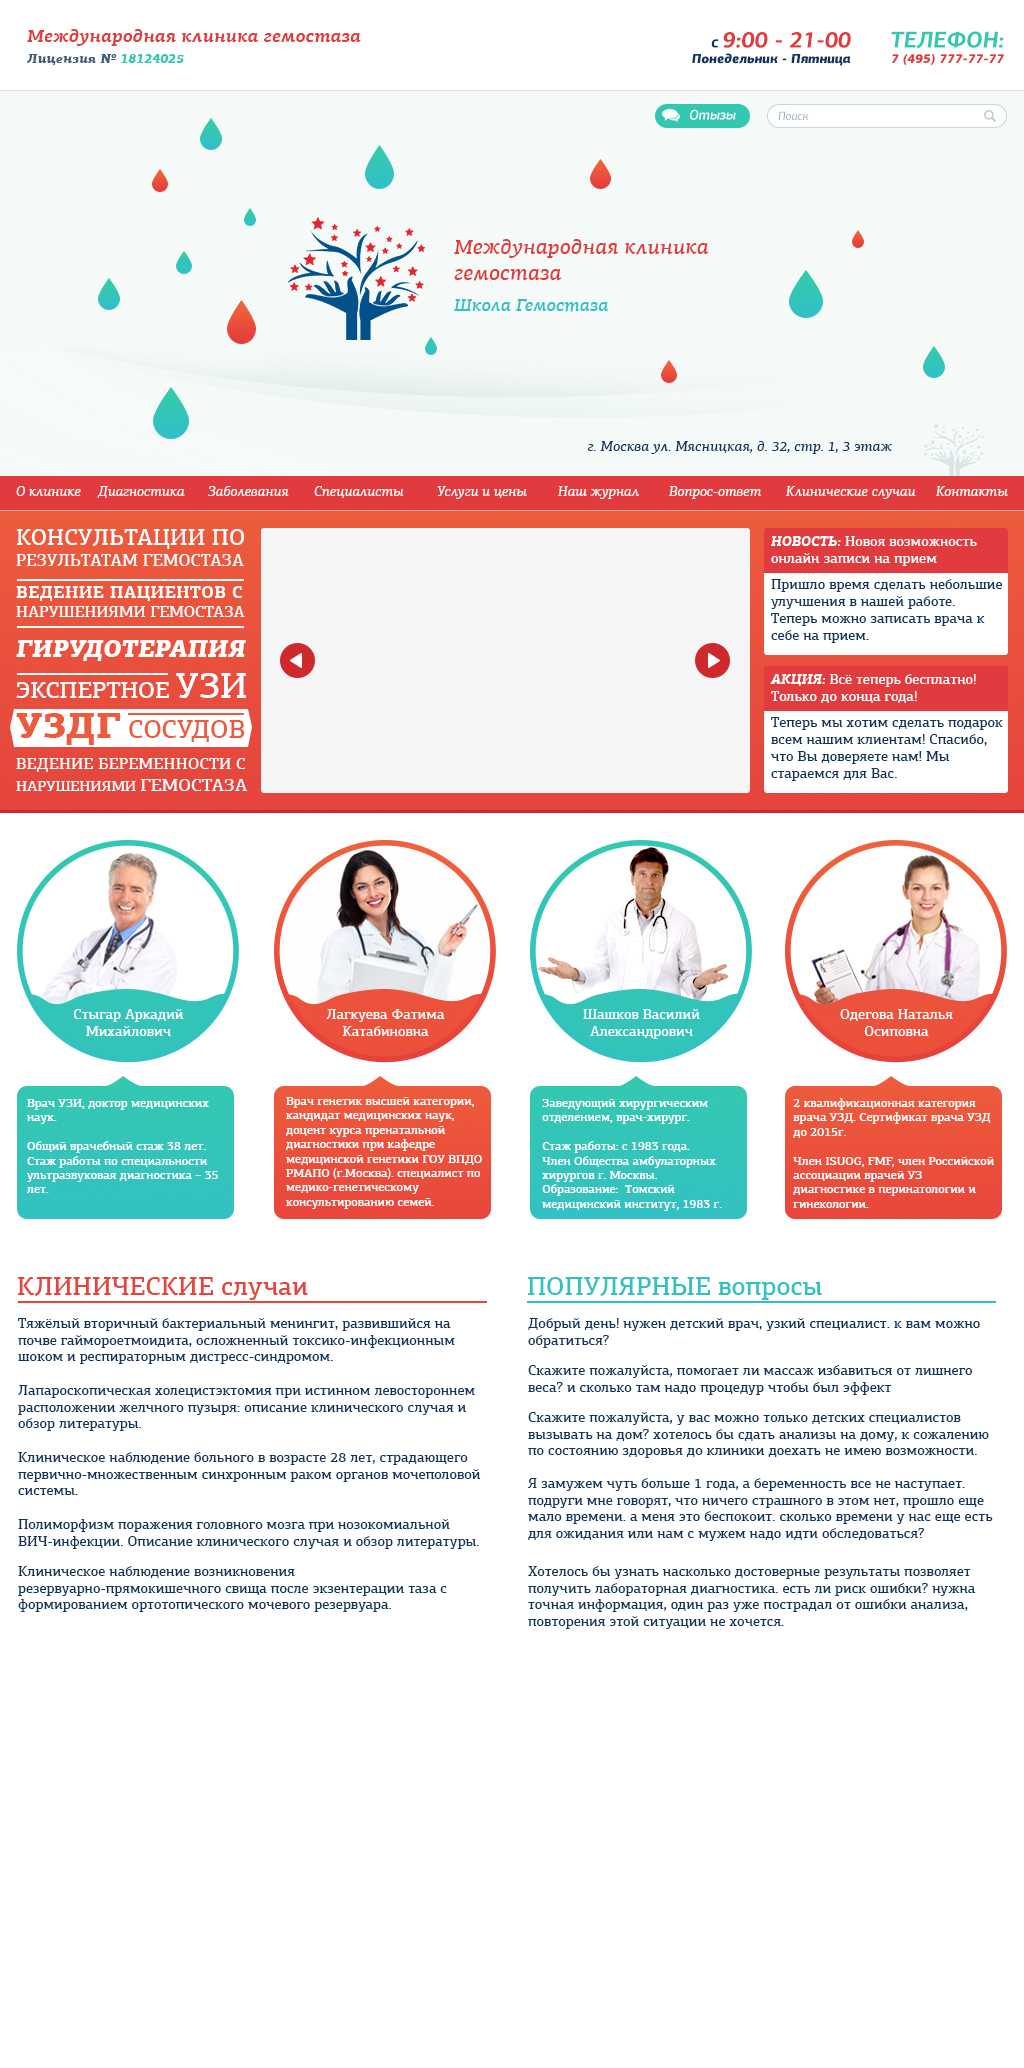 Международная клиника гемостаза
Лицензия № 18124025
с 9:00 - 21-00
Понедельник - Пятница
ТЕЛЕФОН:
7 (495) 777-77-77
Отызы
Поиск
Международная клиника
гемостаза
Школа Гемостаза
г. Москва ул. Мясницкая, д. 32, стр. 1, 3 этаж
О клинике Диагностика Заболевания Специалисты Услуги и цены Наш журнал Вопрос-ответ Клинические случаи Контакты
КОНСУЛЬТАЦИИ ПО
РЕЗУЛЬТАТАМ ГЕМОСТАЗА
ВЕДЕНИЕ ПАЦИЕНТОВ С
НАРУШЕНИЯМИ ГЕМОСТАЗА
ГИРУДОТЕРАПИЯ
ЭКСПЕРТНОЕ УЗИ
УЗДГ СОСУДОВ
ВЕДЕНИЕ БЕРЕМЕННОСТИ С
НАРУШЕНИЯМИ ГЕМОСТАЗА
НОВОСТЬ: Новоя возможность
онлайн записи на прием
Пришло время сделать небольшие
улучшения в нашей работе.
Теперь можно записать врача к
себе на прием.
АКЦИЯ: Всё теперь бесплатно!
Только до конца года!
Теперь мы хотим сделать подарок
всем нашим клиентам! Спасибо,
что Вы доверяете нам! Мы
стараемся для Вас.
Стыгар Аркадий
Михайлович
Лагкуева Фатима
Катабиновна
Шашков Василий
Александрович
Одегова Наталья
Осиповна
Врач УЗИ, доктор медицинских
наук.
Общий врачебный стаж 38 лет.
Стаж работы по специальности
ультразвуковая диагностика – 35
лет.
Врач генетик высшей категории,
кандидат медицинских наук,
доцент курса пренатальной
диагностики при кафедре
медицинской генетики ГОУ ВПДО
РМАПО (г.Москва). специалист по
медико-генетическому
консультированию семей.
Заведующий хирургическим
отделением, врач-хирург.
Стаж работы: с 1983 года.
Член Общества амбулаторных
хирургов г. Москвы.
Образование: Томский
медицинский институт, 1983 г.
2 квалификационная категория
врача УЗД. Сертификат врача УЗД
до 2015г.
Член ISUOG, FMF, член Российской
ассоциации врачей УЗ
диагностике в перинатологии и
гинекологии.
КЛИНИЧЕСКИЕ случаи
Тяжёлый вторичный бактериальный менингит, развившийся на
почве гаймороетмоидита, осложненный токсико-инфекционным
шоком и респираторным дистресс-синдромом.
Лапароскопическая холецистэктомия при истинном левостороннем
расположении желчного пузыря: описание клинического случая и
обзор литературы.
Клиническое наблюдение больного в возрасте 28 лет, страдающего
первично-множественным синхронным раком органов мочеполовой
системы.
Полиморфизм поражения головного мозга при нозокомиальной
ВИЧ-инфекции. Описание клинического случая и обзор литературы.
Клиническое наблюдение возникновения
резервуарно-прямокишечного свища после экзентерации таза с
формированием ортотопического мочевого резервуара.
ПОПУЛЯРНЫЕ вопросы
Добрый день! нужен детский врач, узкий специалист. к вам можно
обратиться?
Скажите пожалуйста, помогает ли массаж избавиться от лишнего
веса? и сколько там надо процедур чтобы был эффект
Скажите пожалуйста, у вас можно только детских специалистов
вызывать на дом? хотелось бы сдать анализы на дому, к сожалению
по состоянию здоровья до клиники доехать не имею возможности.
Я замужем чуть больше 1 года, а беременность все не наступает.
подруги мне говорят, что ничего страшного в этом нет, прошло еще
мало времени. а меня это беспокоит. сколько времени у нас еще есть
для ожидания или нам с мужем надо идти обследоваться?
Хотелось бы узнать насколько достоверные результаты позволяет
получить лабораторная диагностика. есть ли риск ошибки? нужна
точная информация, один раз уже пострадал от ошибки анализа,
повторения этой ситуации не хочется.